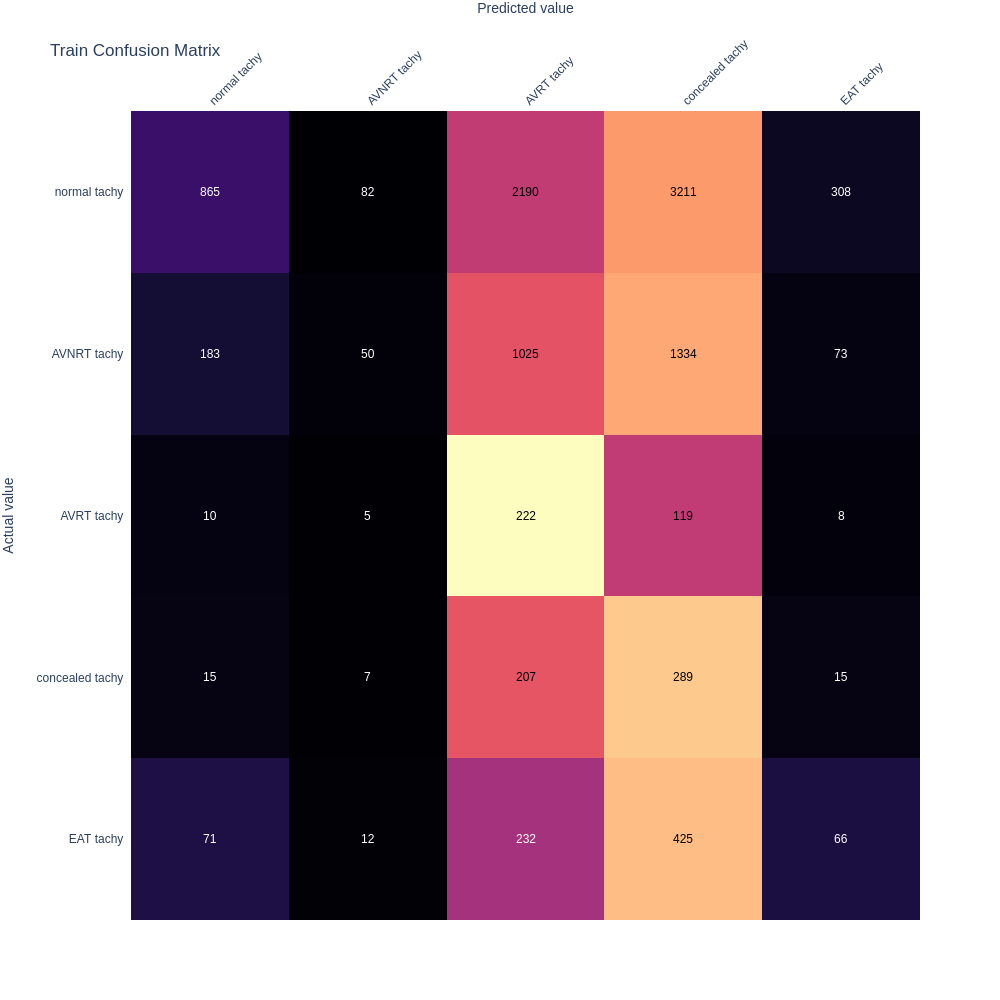 Predicted value
Train Confusion Matrix
normal tachy
AVNRT tachy
AVRT tachy
concealed tachy
EAT tachy
normal tachy 865 82 2190 3211 308
AVNRT tachy 183 50 1025 1334 73
Actual value
AVRT tachy 10 5 222 119 8
concealed tachy 15 7 207 289 15
EAT tachy 71 12 232 425 66